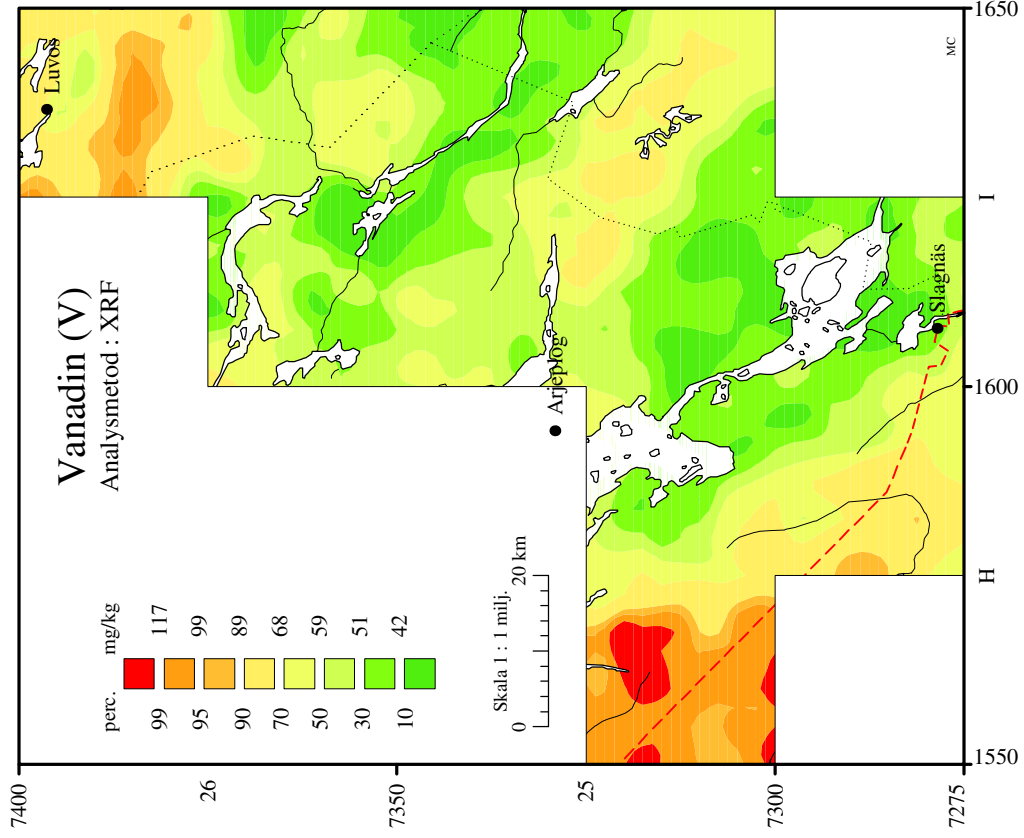 Vanadin (V)
Analysmetod : XRF
perc. mg/kg
99 117
95 99
90 89
70 68
50 59
30 51
10 42
Skala 1 : 1 milj.
0 20 km
Luvos
Arjeplog
Slagnäs
MC
7400
26
7350
25
7300
7275
1650
I
1600
H
1550